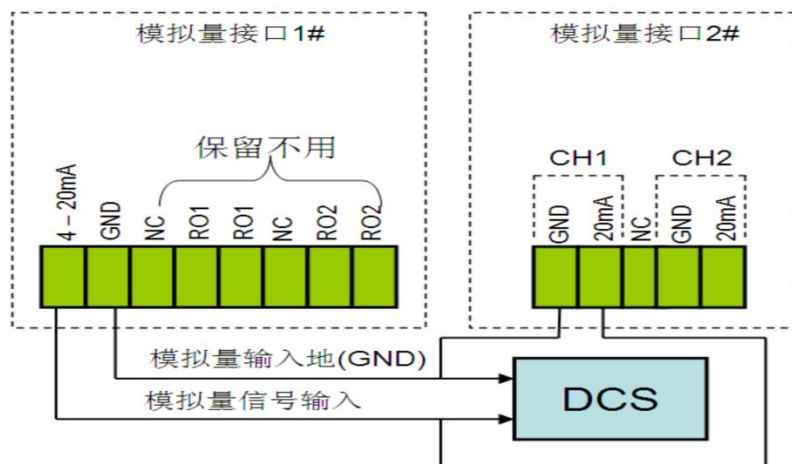 模拟量接口1#
模拟量接口2#
保留不用
CH1
CH2
4-20mA
GND
NC
RO1
RO1
NC
RO2
RO2
GND
20mA
NC
GND
20mA
模拟量输入地(GND)
模拟量信号输入
DCS